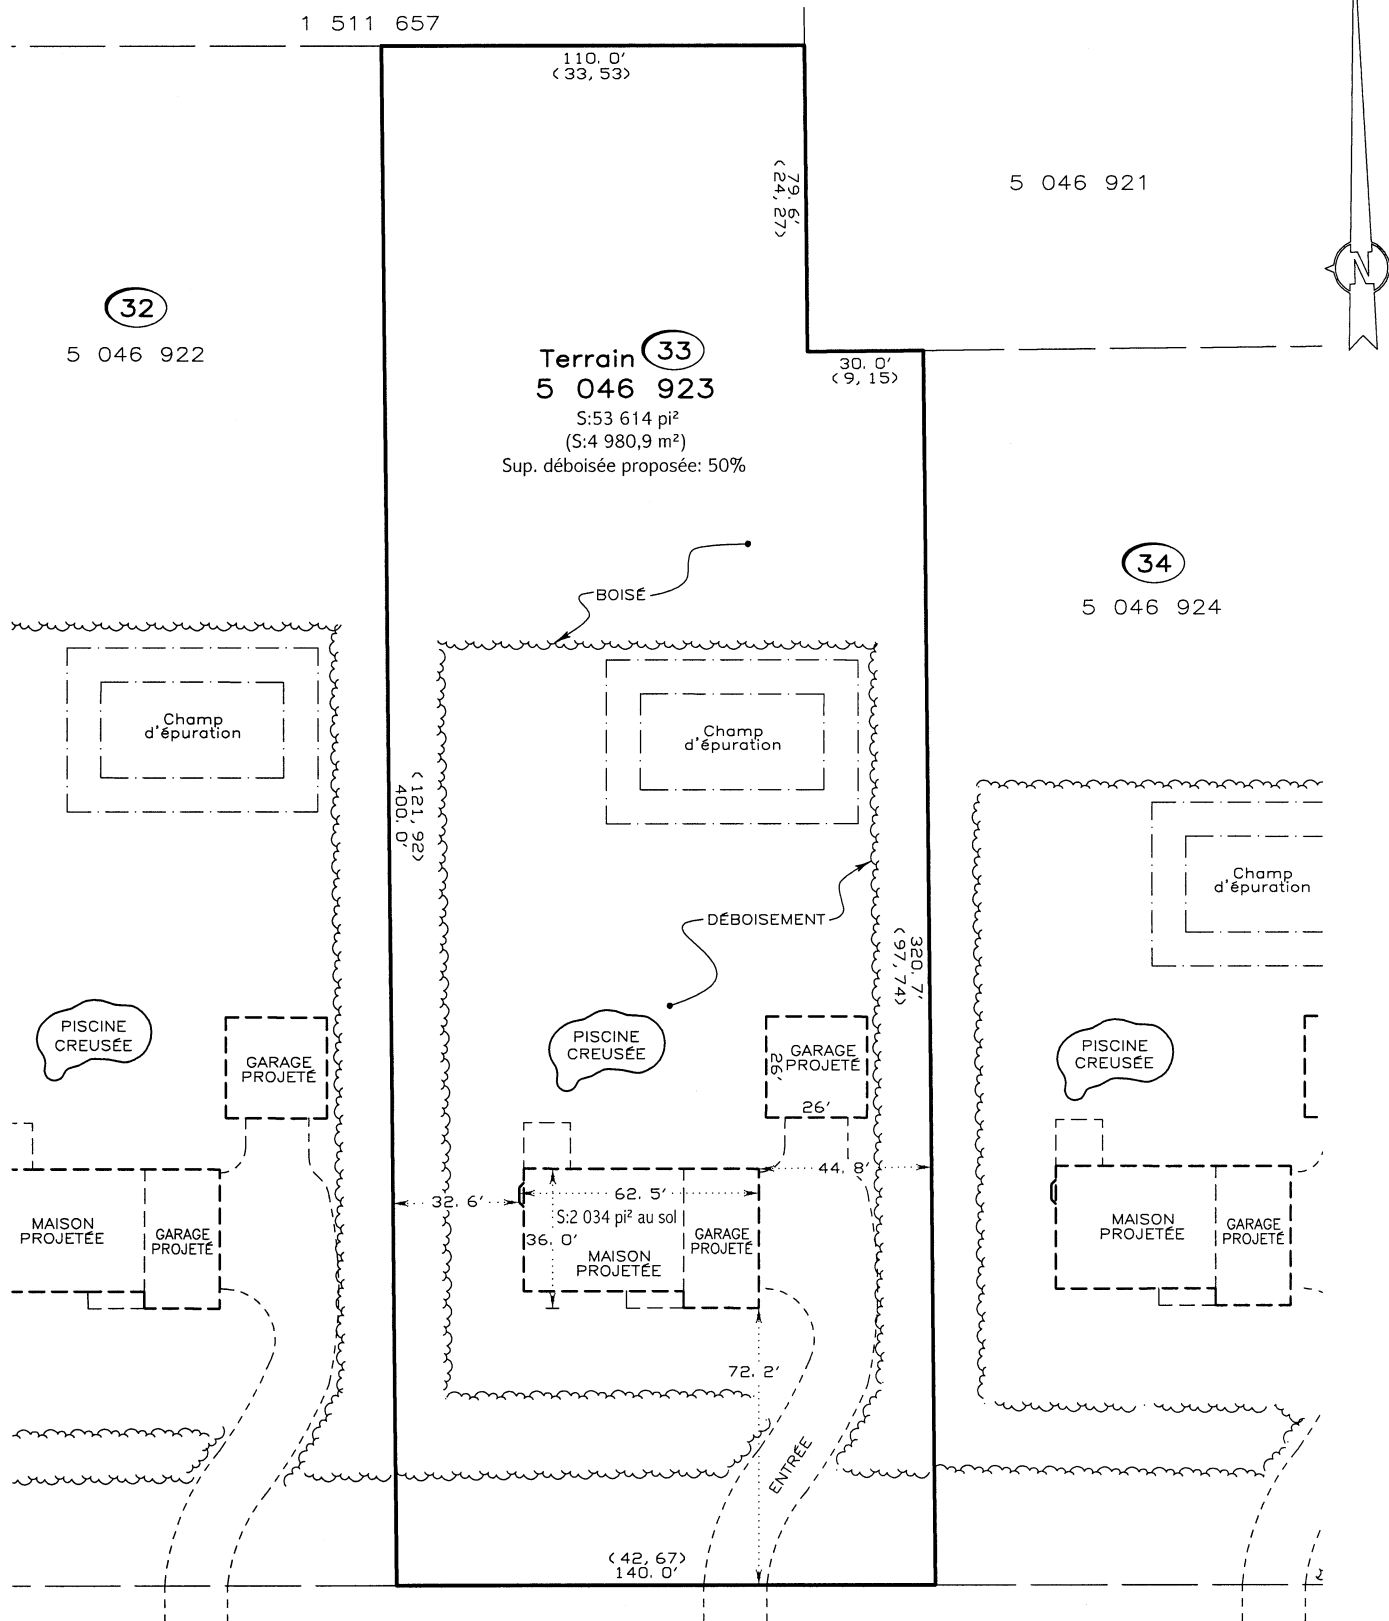 1 511 657
110. 0'
(33, 53)
79. 6'
(24, 27)
5 046 921
N
32
5 046 922
Terrain 33
5 046 923
S:53 614 pi²
(S:4 980,9 m²)
Sup. déboisée proposée: 50%
30. 0'
(9, 15)
34
5 046 924
BOISÉ
Champ
d'épuration
Champ
d'épuration
Champ
d'épuration
(121, 92)
400. 0'
DÉBOISEMENT
320. 7'
(97, 74)
PISCINE
CREUSÉE
GARAGE
PROJETÉ
PISCINE
CREUSÉE
GARAGE
PROJETÉ
26'
26'
PISCINE
CREUSÉE
44. 8'
32. 6'
62. 5'
S:2 034 pi² au sol
36. 0'
MAISON
PROJETÉE
GARAGE
PROJETÉ
MAISON
PROJETÉE
GARAGE
PROJETÉ
MAISON
PROJETÉE
GARAGE
PROJETÉ
72. 2'
ENTRÉE
(42, 67)
140. 0'